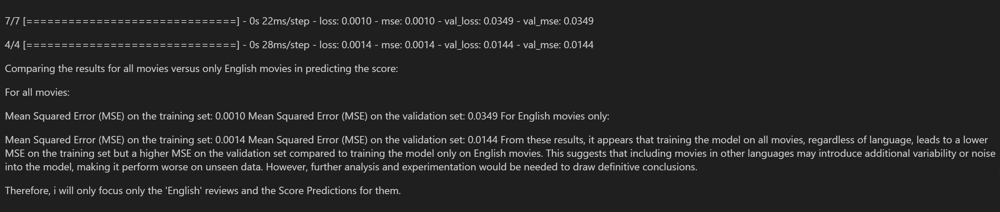 7/7 [==============================] - 0s 22ms/step - loss: 0.0010 - mse: 0.0010 - val_loss: 0.0349 - val_mse: 0.0349
4/4 [==============================] - 0s 28ms/step - loss: 0.0014 - mse: 0.0014 - val_loss: 0.0144 - val_mse: 0.0144
Comparing the results for all movies versus only English movies in predicting the score:
For all movies:
Mean Squared Error (MSE) on the training set: 0.0010 Mean Squared Error (MSE) on the validation set: 0.0349 For English movies only:
Mean Squared Error (MSE) on the training set: 0.0014 Mean Squared Error (MSE) on the validation set: 0.0144 From these results, it appears that training the model on all movies, regardless of language, leads to a lower
MSE on the training set but a higher MSE on the validation set compared to training the model only on English movies. This suggests that including movies in other languages may introduce additional variability or noise
into the model, making it perform worse on unseen data. However, further analysis and experimentation would be needed to draw definitive conclusions.
Therefore, i will only focus only the 'English' reviews and the Score Predictions for them.